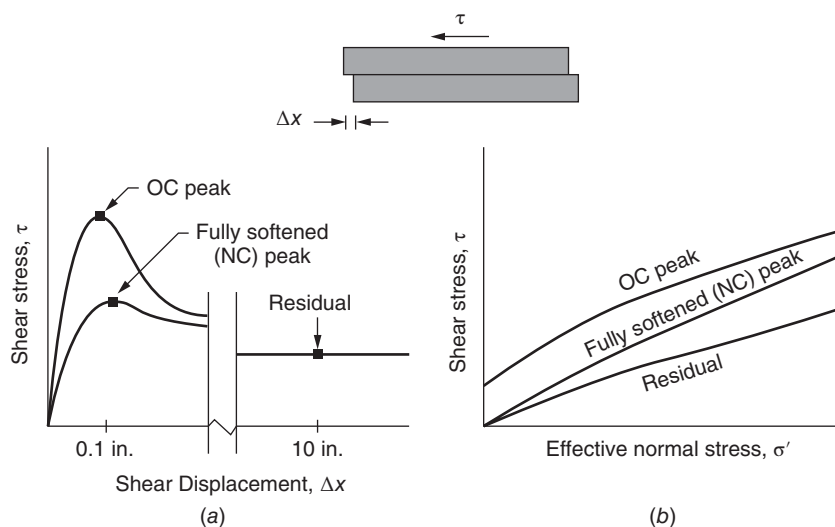 τ
Δx
Shear stress, τ
OC peak
Fully softened
(NC) peak
Residual
0.1 in.
10 in.
Shear Displacement, Δx
(a)
Shear stress, τ
OC peak
Fully softened (NC) peak
Residual
Effective normal stress, σ′
(b)